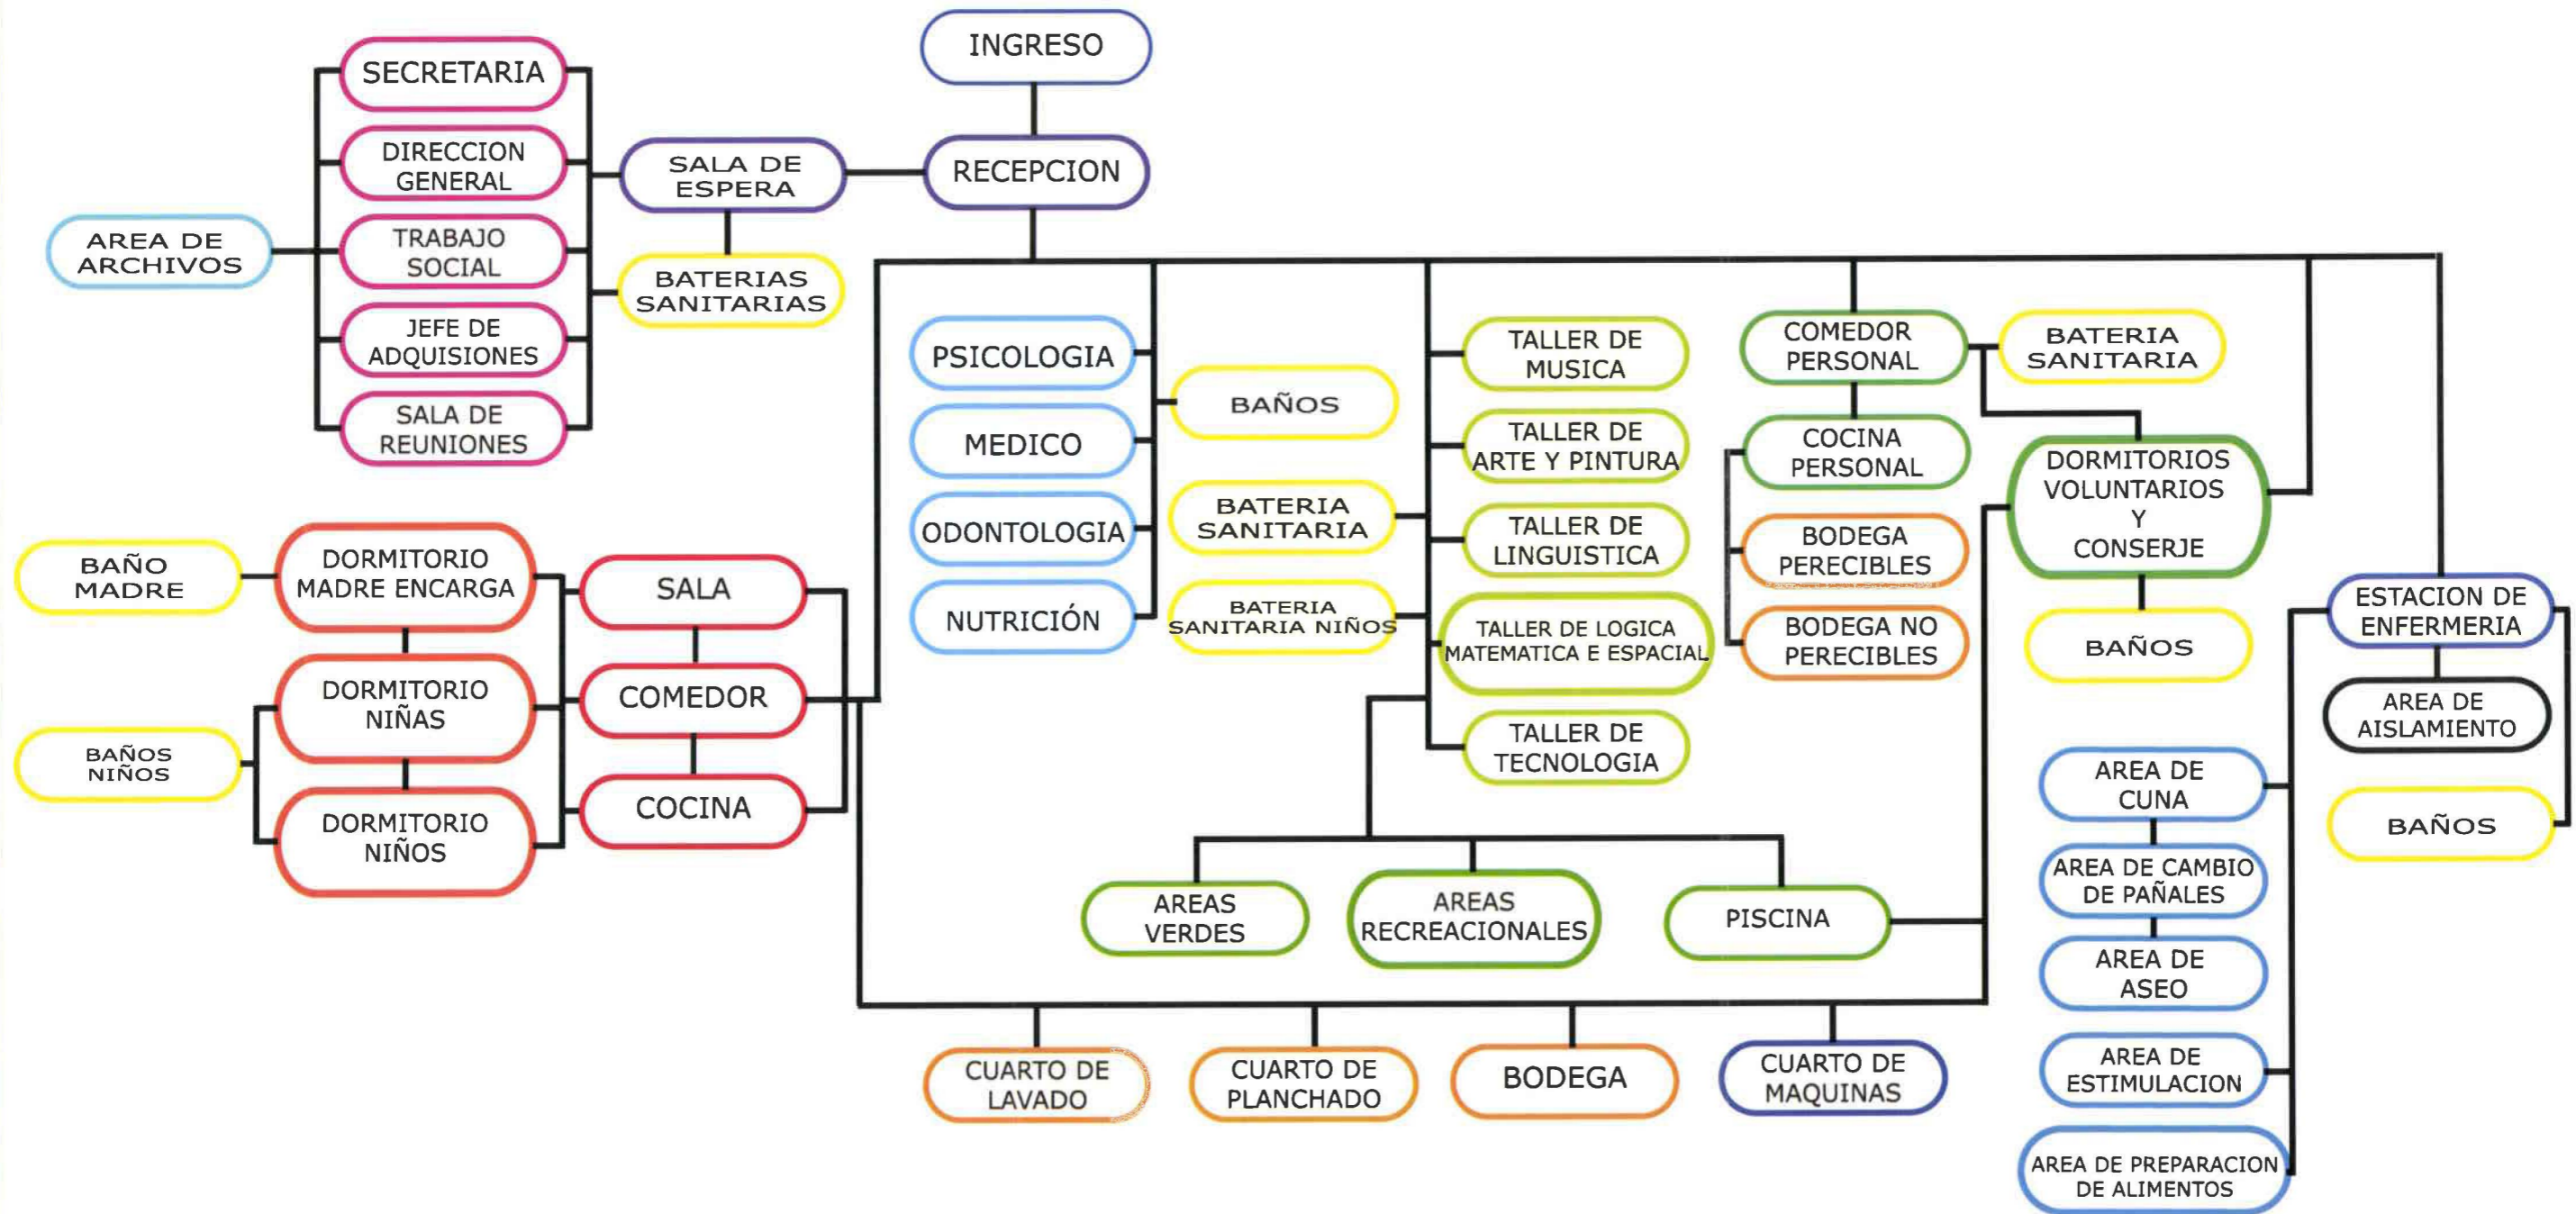 INGRESO
SECRETARIA
DIRECCION
GENERAL
SALA DE
ESPERA
RECEPCION
AREA DE
ARCHIVOS
TRABAJO
SOCIAL
BATERIAS
SANITARIAS
JEFE DE
ADQUISIONES
SALA DE
REUNIONES
PSICOLOGIA
MEDICO
ODONTOLOGIA
NUTRICIÓN
BAÑOS
BATERIA
SANITARIA
BATERIA
SANITARIA NIÑOS
TALLER DE
MUSICA
TALLER DE
ARTE Y PINTURA
TALLER DE
LINGUISTICA
TALLER DE LOGICA
MATEMATICA E ESPACIAL
TALLER DE
TECNOLOGIA
COMEDOR
PERSONAL
BATERIA
SANITARIA
COCINA
PERSONAL
BODEGA
PERECIBLES
BODEGA NO
PERECIBLES
DORMITORIOS
VOLUNTARIOS
Y
CONSERJE
BAÑOS
ESTACION DE
ENFERMERIA
AREA DE
AISLAMIENTO
BAÑOS
BAÑO
MADRE
DORMITORIO
MADRE ENCARGA
SALA
DORMITORIO
NIÑAS
COMEDOR
BAÑOS
NIÑOS
DORMITORIO
NIÑOS
COCINA
AREA DE
CUNA
AREA DE CAMBIO
DE PAÑALES
AREA DE
ASEO
AREA DE
ESTIMULACION
AREA DE PREPARACION
DE ALIMENTOS
AREAS
VERDES
AREAS
RECREACIONALES
PISCINA
CUARTO DE
LAVADO
CUARTO DE
PLANCHADO
BODEGA
CUARTO DE
MAQUINAS